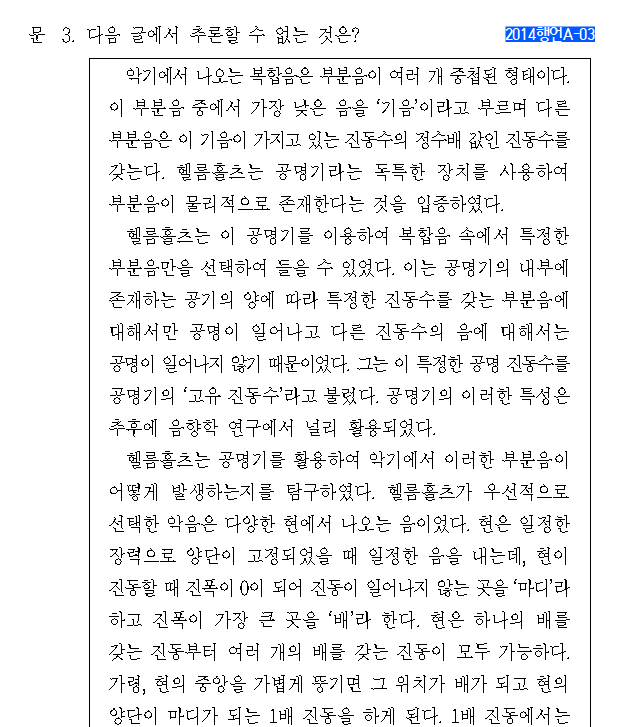 문 3. 다음 글에서 추론할 수 없는 것은?
2014행언A-03
악기에서 나오는 복합음은 부분음이 여러 개 중첩된 형태이다.
이 부분음 중에서 가장 낮은 음을 ‘기음’이라고 부르며 다른
부분음은 이 기음이 가지고 있는 진동수의 정수배 값인 진동수를
갖는다. 헬름홀츠는 공명기라는 독특한 장치를 사용하여
부분음이 물리적으로 존재한다는 것을 입증하였다.
헬름홀츠는 이 공명기를 이용하여 복합음 속에서 특정한
부분음만을 선택하여 들을 수 있었다. 이는 공명기의 내부에
존재하는 공기의 양에 따라 특정한 진동수를 갖는 부분음에
대해서만 공명이 일어나고 다른 진동수의 음에 대해서는
공명이 일어나지 않기 때문이었다. 그는 이 특정한 공명 진동수를
공명기의 ‘고유 진동수’라고 불렀다. 공명기의 이러한 특성은
추후에 음향학 연구에서 널리 활용되었다.
헬름홀츠는 공명기를 활용하여 악기에서 이러한 부분음이
어떻게 발생하는지를 탐구하였다. 헬름홀츠가 우선적으로
선택한 악음은 다양한 현에서 나오는 음이었다. 현은 일정한
장력으로 양단이 고정되었을 때 일정한 음을 내는데, 현이
진동할 때 진폭이 0이 되어 진동이 일어나지 않는 곳을 ‘마디’라
하고 진폭이 가장 큰 곳을 ‘배’라 한다. 현은 하나의 배를
갖는 진동부터 여러 개의 배를 갖는 진동이 모두 가능하다.
가령, 현의 중앙을 가볍게 뚱기면 그 위치가 배가 되고 현의
양단이 마디가 되는 1배 진동을 하게 된다. 1배 진동에서는